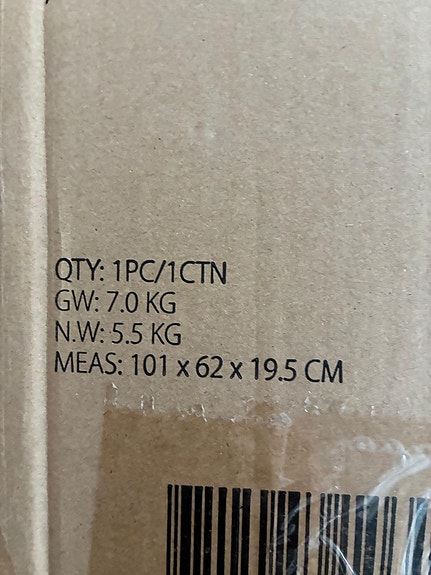 QTY: 1PC/1CTN
GW: 7.0 KG
N.W: 5.5 KG
MEAS: 101 x 62 x 19.5 CM